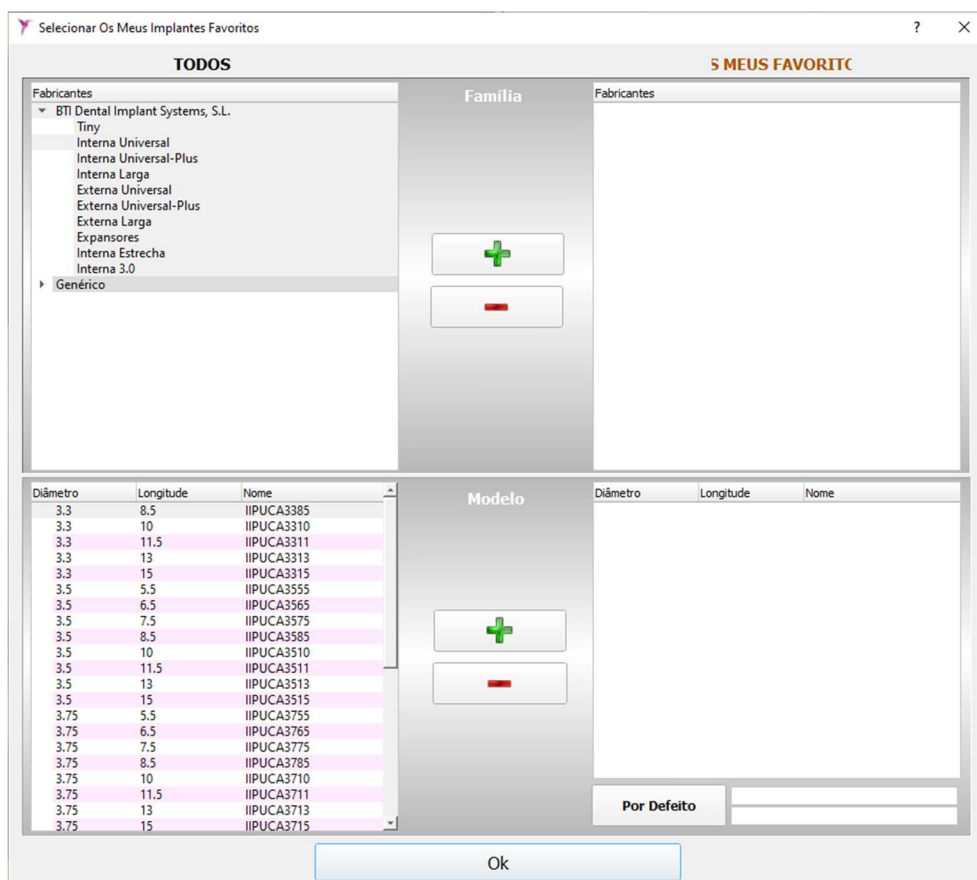 Selecionar Os Meus Implantes Favoritos ?
TODOS
S MEUS FAVORITO
Fabricantes
BTI Dental Implant Systems, S.L.
Tiny
Interna Universal
Interna Universal-Plus
Interna Larga
Externa Universal
Externa Universal-Plus
Externa Larga
Expansores
Interna Estrecha
Interna 3.0
Genérico
Família
Fabricantes
Diâmetro Longitude Nome
3.3 8.5 IIPUCA3385
3.3 10 IIPUCA3310
3.3 11.5 IIPUCA3311
3.3 13 IIPUCA3313
3.3 15 IIPUCA3315
3.5 5.5 IIPUCA3555
3.5 6.5 IIPUCA3565
3.5 7.5 IIPUCA3575
3.5 8.5 IIPUCA3585
3.5 10 IIPUCA3510
3.5 11.5 IIPUCA3511
3.5 13 IIPUCA3513
3.5 15 IIPUCA3515
3.75 5.5 IIPUCA3755
3.75 6.5 IIPUCA3765
3.75 7.5 IIPUCA3775
3.75 8.5 IIPUCA3785
3.75 10 IIPUCA3710
3.75 11.5 IIPUCA3711
3.75 13 IIPUCA3713
3.75 15 IIPUCA3715
Modelo
Diâmetro Longitude Nome
Por Defeito
Ok